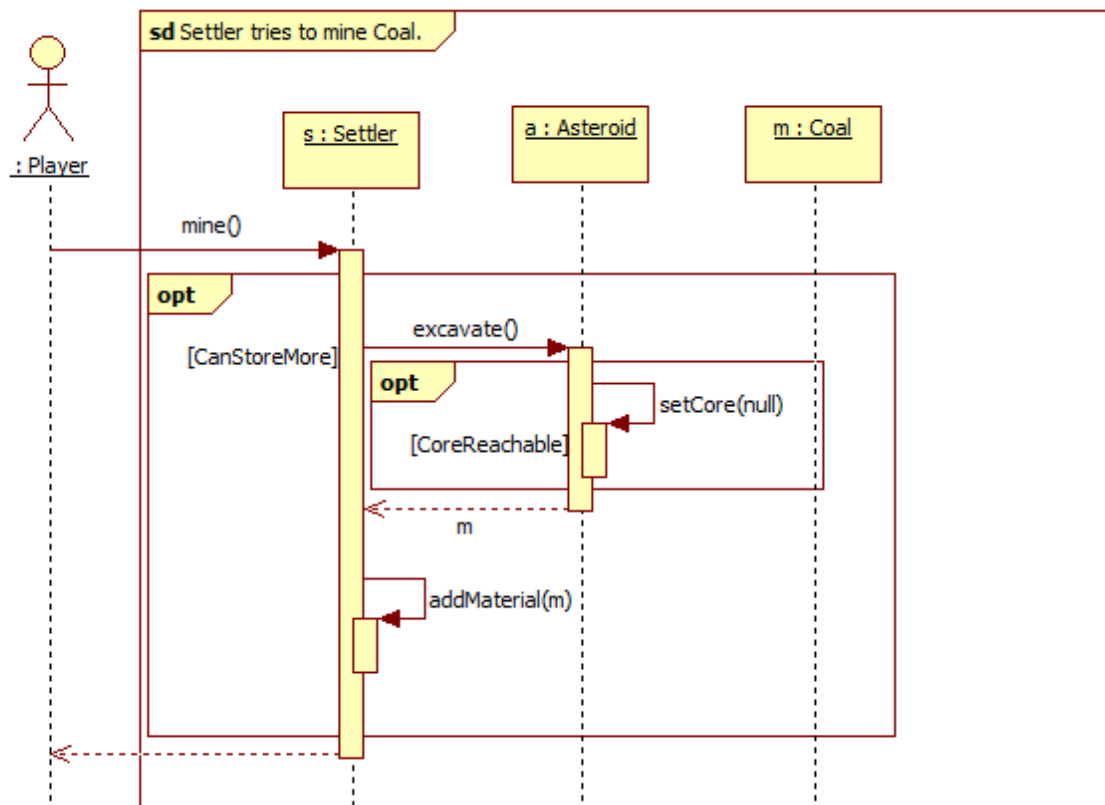 sd Settler tries to mine Coal.
: Player
s : Settler
a : Asteroid
m : Coal
mine()
opt
[CanStoreMore]
excavate()
opt
setCore(null)
[CoreReachable]
m
addMaterial(m)